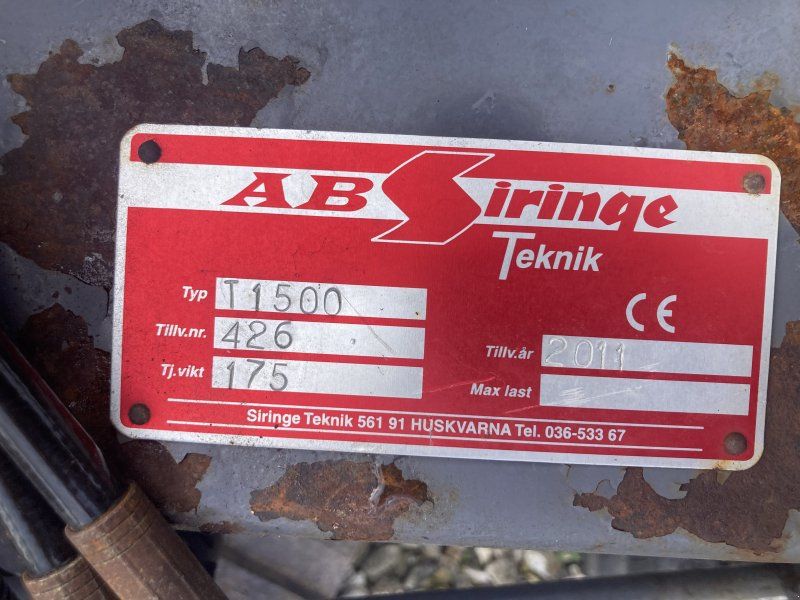 AB Siringe
Teknik
CE
Typ T1500
Tillv.nr. 426
Tillv.år 2011
Tj.vikt 175
Max last
Siringe Teknik 561 91 HUSKVARNA Tel. 036-533 67